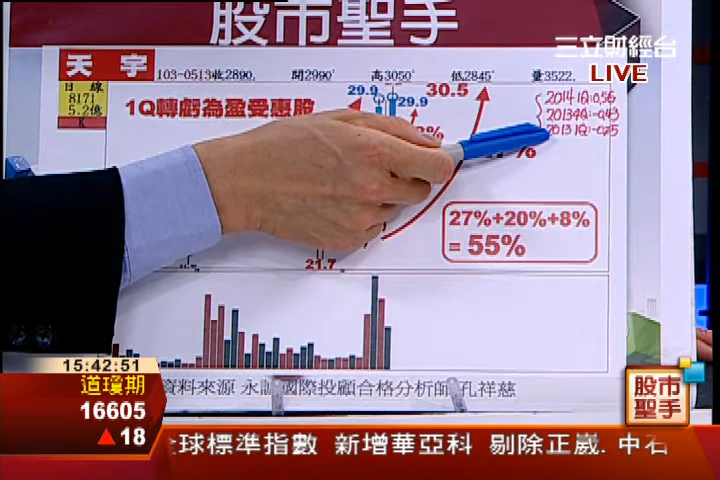 股市聖手
三立財經台
LIVE
天宇 103-0513收2890, 開2990' 高3050' 低2845' 量3522,
日線
8171
5.2億
K
1Q轉虧為盈受惠股
29.9
29.9
30.5
2014 1Q:0.56
2013 4Q:-0.43
2013 1Q:-0.25
27%+20%+8%
= 55%
21.7
15:42:51
資料來源 永誠國際投顧合格分析師 孔祥慈
道瓊期
16605
▲18
股市
聖手
全球標準指數 新增華亞科 剔除正崴. 中石